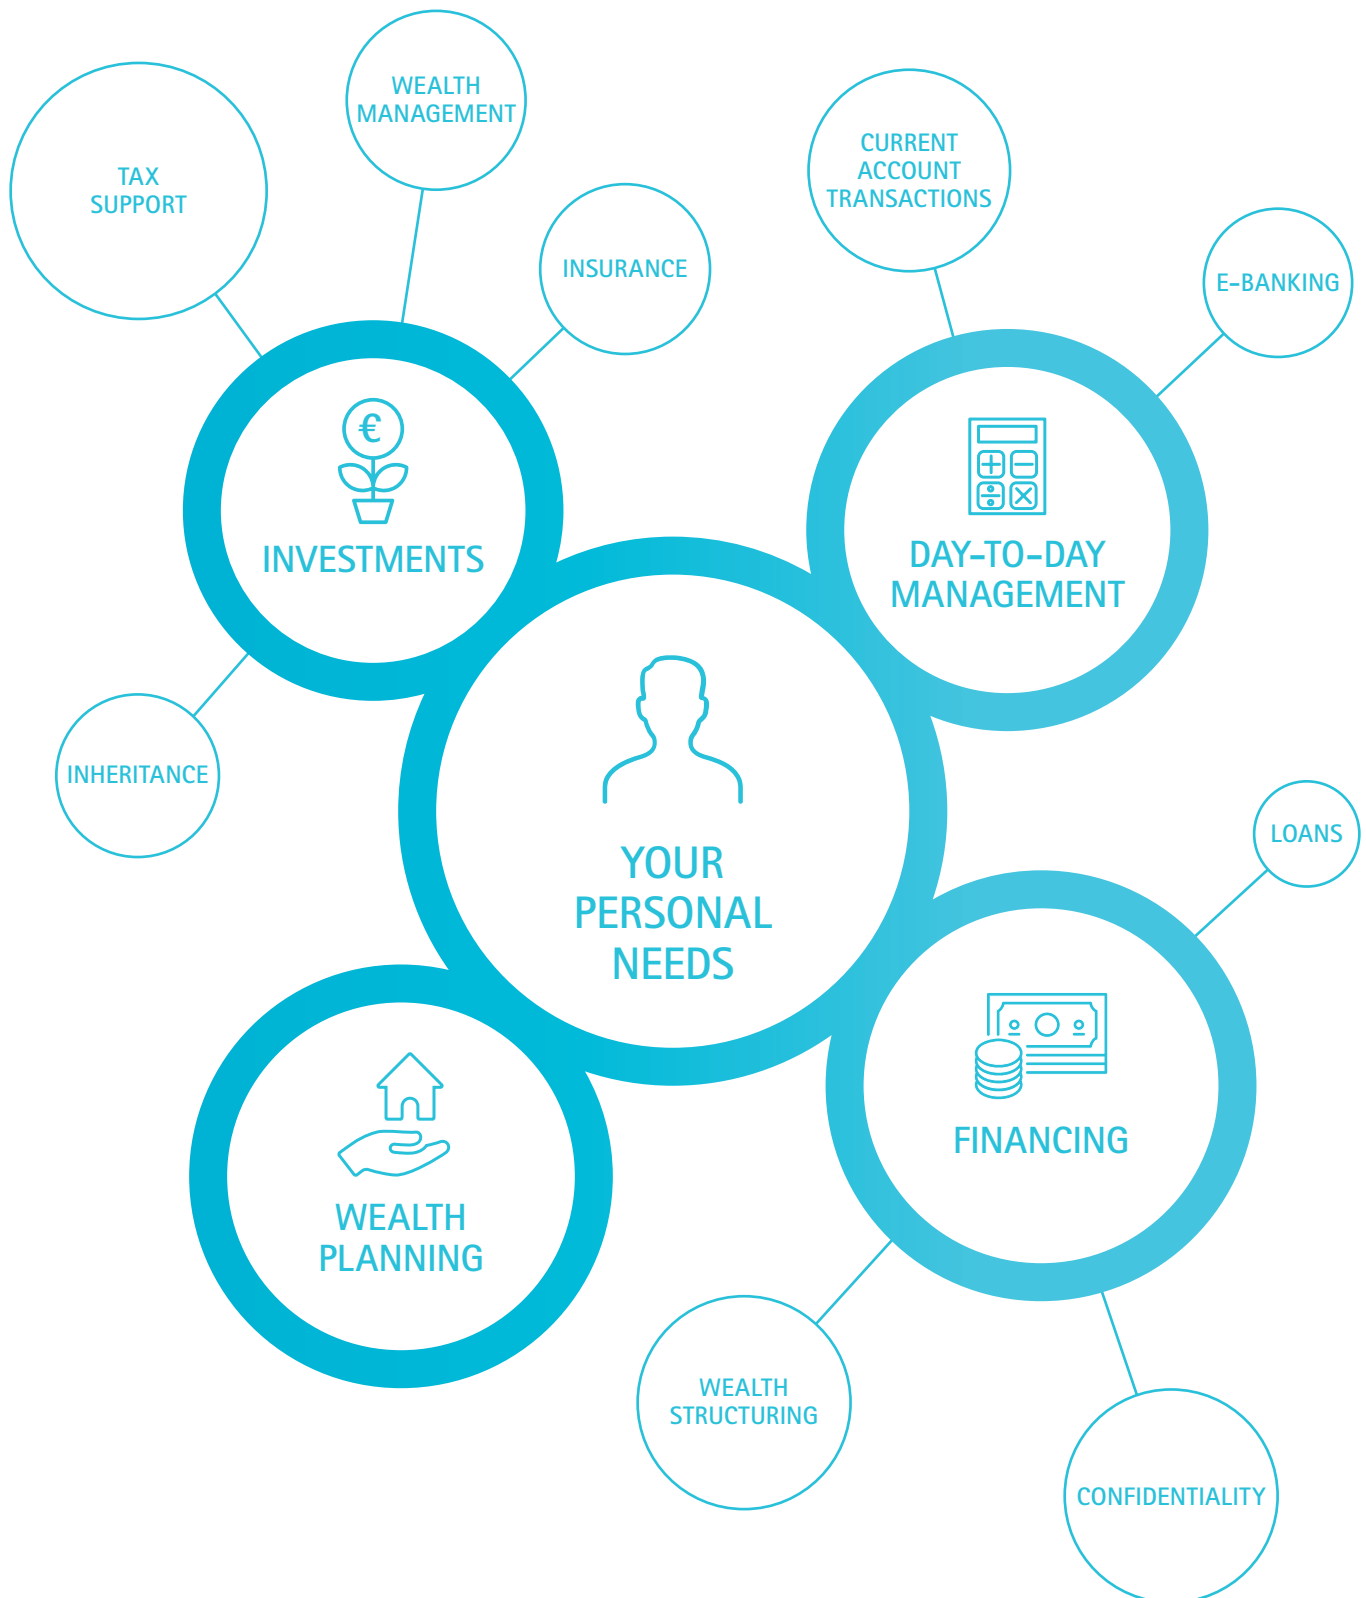 WEALTH
MANAGEMENT
TAX
SUPPORT
INSURANCE
CURRENT
ACCOUNT
TRANSACTIONS
E-BANKING
€
INVESTMENTS
DAY-TO-DAY
MANAGEMENT
INHERITANCE
YOUR
PERSONAL
NEEDS
LOANS
FINANCING
WEALTH
PLANNING
WEALTH
STRUCTURING
CONFIDENTIALITY